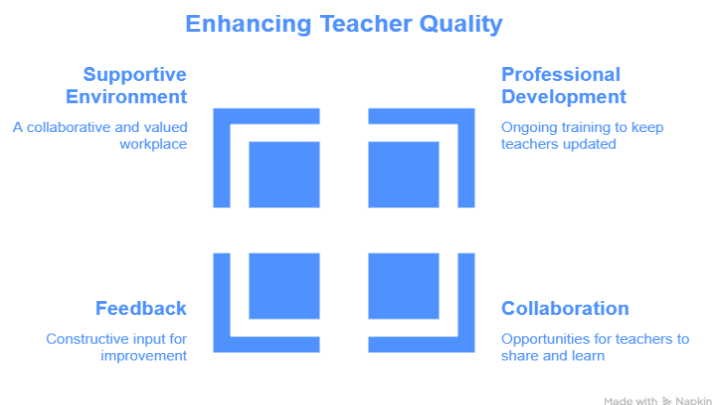 Enhancing Teacher Quality
Supportive
Environment
A collaborative and valued
workplace
Professional
Development
Ongoing training to keep
teachers updated
Feedback
Constructive input for
improvement
Collaboration
Opportunities for teachers to
share and learn
Made with Napkin